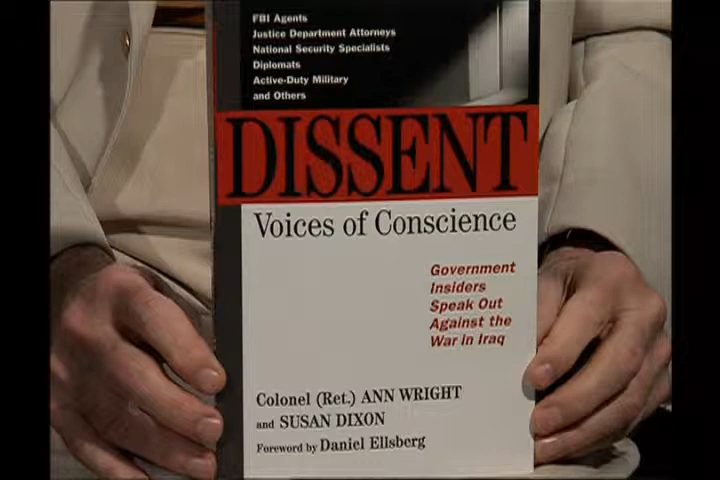 FBI Agents
Justice Department Attorneys
National Security Specialists
Diplomats
Active-Duty Military
and Others
DISSENT
Voices of Conscience
Government
Insiders
Speak Out
Against the
War in Iraq
Colonel (Ret.) ANN WRIGHT
and SUSAN DIXON
Foreword by Daniel Ellsberg